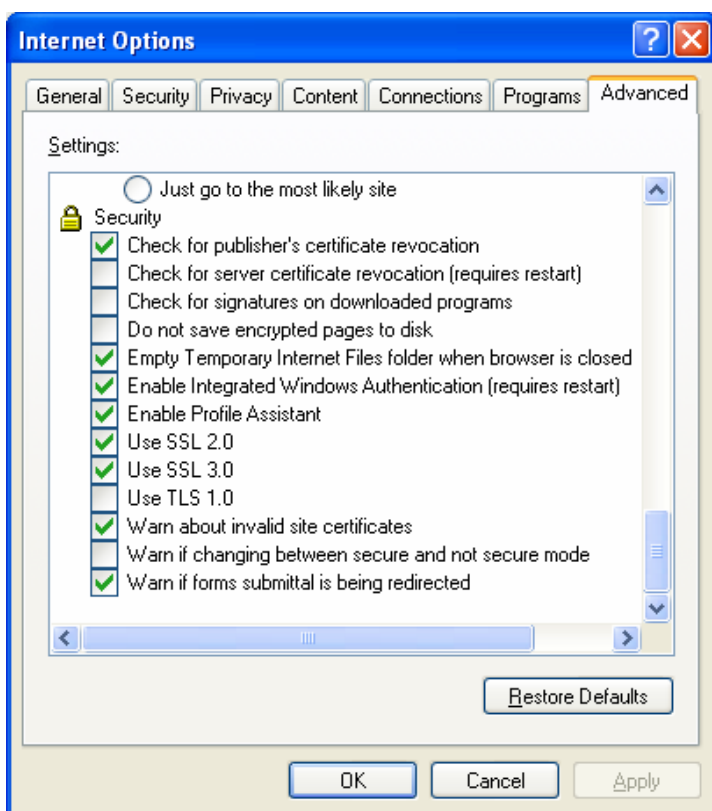 Internet Options
General Security Privacy Content Connections Programs Advanced
Settings:
Just go to the most likely site
Security
Check for publisher's certificate revocation
Check for server certificate revocation (requires restart)
Check for signatures on downloaded programs
Do not save encrypted pages to disk
Empty Temporary Internet Files folder when browser is closed
Enable Integrated Windows Authentication (requires restart)
Enable Profile Assistant
Use SSL 2.0
Use SSL 3.0
Use TLS 1.0
Warn about invalid site certificates
Warn if changing between secure and not secure mode
Warn if forms submittal is being redirected
Restore Defaults
OK Cancel Apply